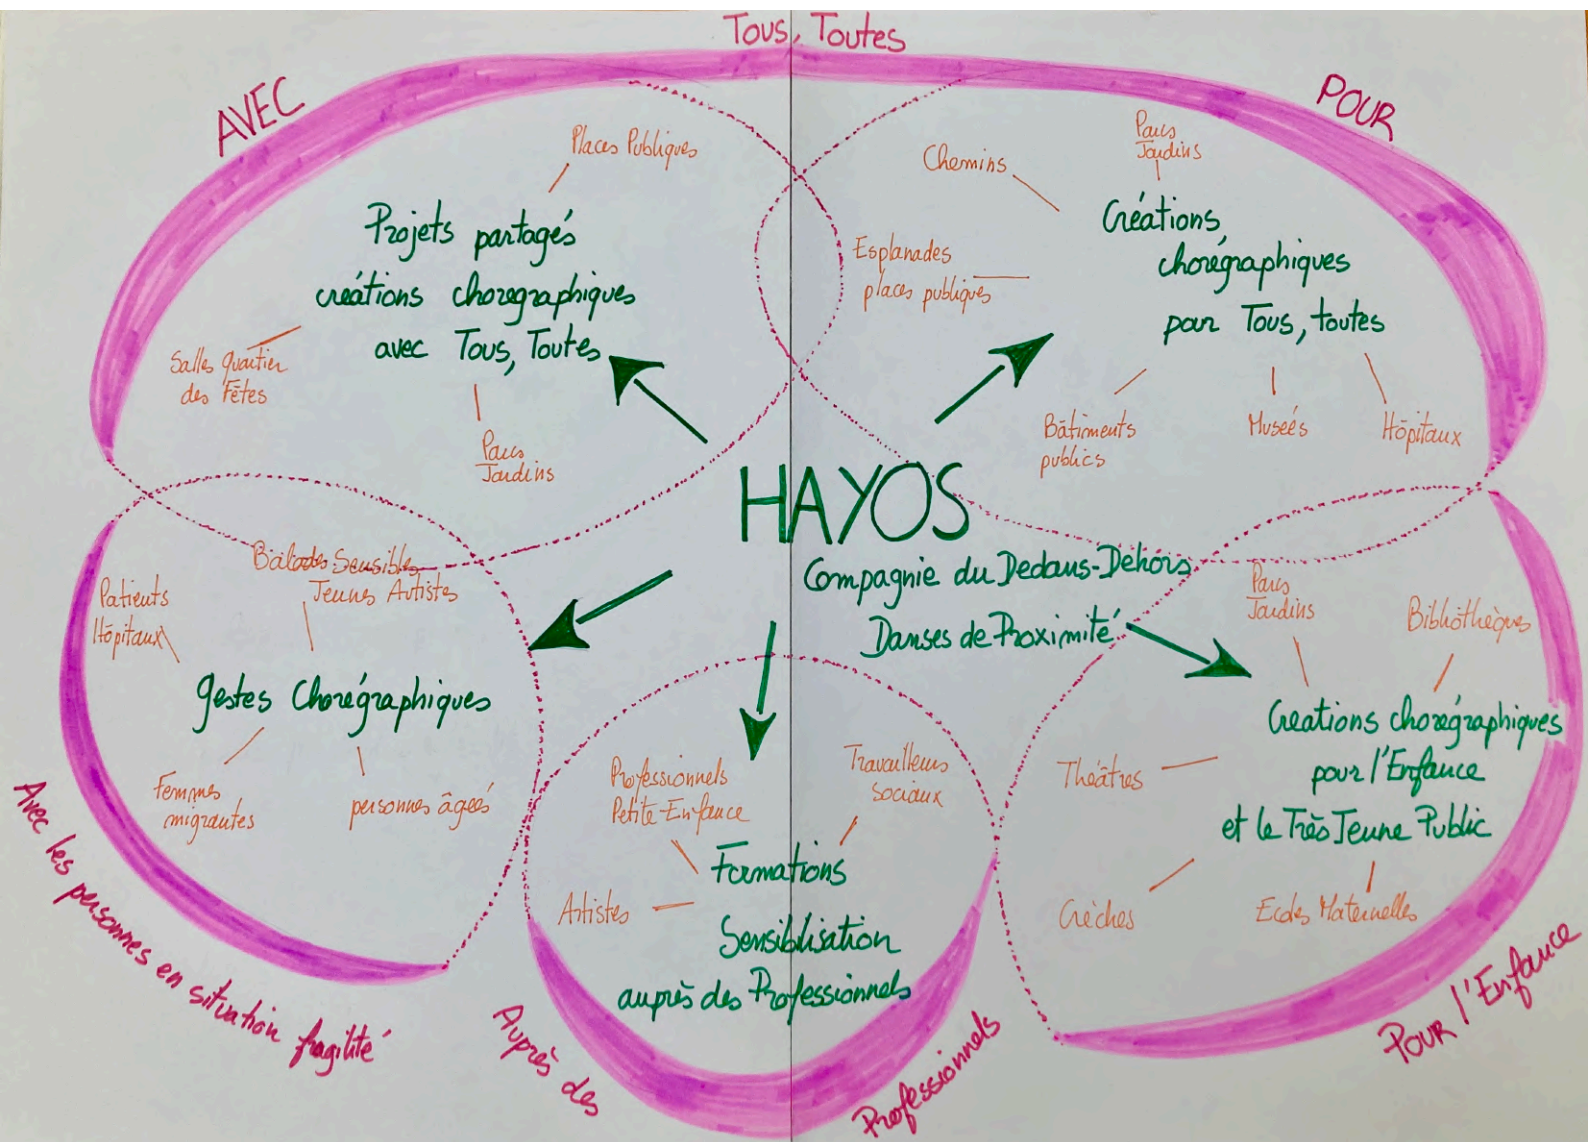 Tous, Toutes
AVEC
POUR
Places Publiques
Projets partagés
créations chorégraphiques
avec Tous, Toutes
Salles quartier
des Fêtes
Parcs
Jardins
Chemins
Parcs
Jardins
Créations
chorégraphiques
pour Tous, toutes
Esplanades
places publiques
Bâtiments
publics
Museés
Hôpitaux
HAYOS
Compagnie du Dedans-Dehors
Danses de Proximité
Balades Sensibles
Jeunes Artistes
Patients
Hôpitaux
gestes Chorégraphiques
Femmes
migrantes
personnes âgeés
Avec les personnes en situation fragilité
Professionnels
Petite-Enfance
Travailleurs
sociaux
Formations
Artistes
Sensiblisation
auprès des Professionnels
Auprès des
Professionnels
Parcs
Jardins
Bibliothèques
Créations chorégraphiques
pour l'Enfance
et le Très Jeune Public
Théâtres
Crèches
Ecoles Maternelles
POUR l'Enfance